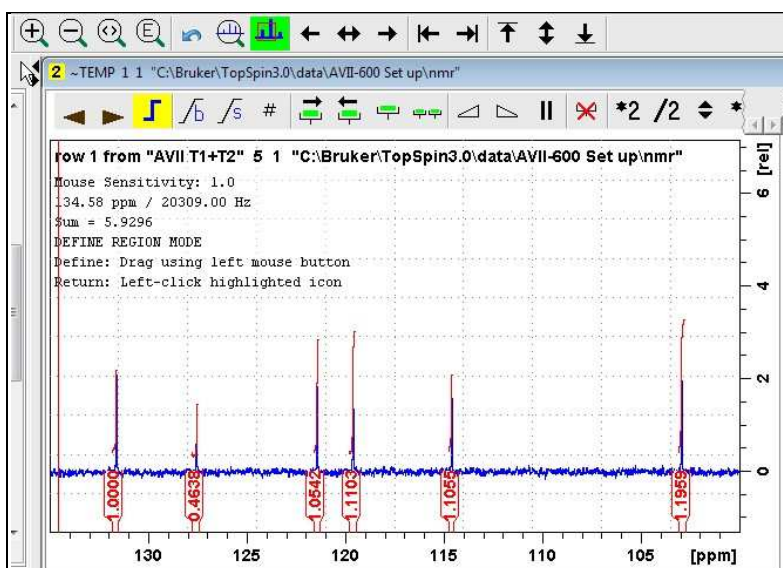 2 ~TEMP 1 1 "C:\Bruker\TopSpin3.0\data\AVII-600 Set up\nmr"
# *2 /2 *
row 1 from "AVII T1+T2" 5 1 "C:\Bruker\TopSpin3.0\data\AVII-600 Set up\nmr"
Mouse Sensitivity: 1.0
134.58 ppm / 20309.00 Hz
Sum = 5.9296
DEFINE REGION MODE
Define: Drag using left mouse button
Return: Left-click highlighted icon
[rel]
6
4
2
0
1.0000 0.4638 1.0542 1.1103 1.1055 1.1959
130 125 120 115 110 105 [ppm]